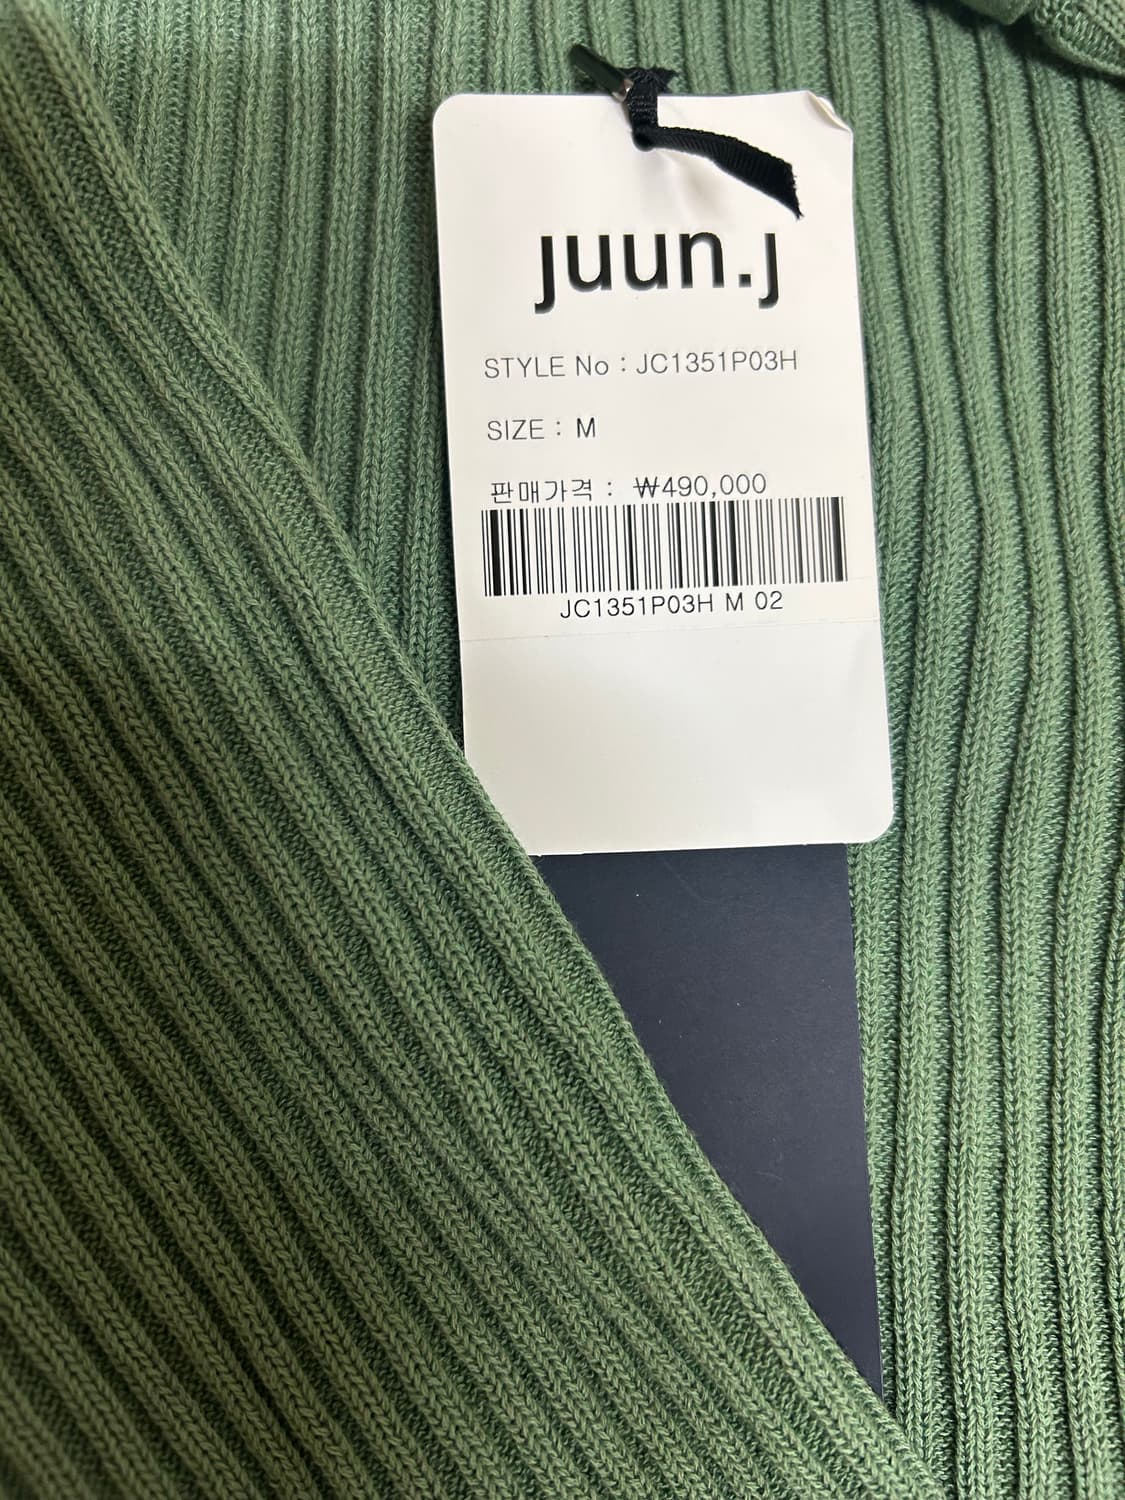 juun.j
STYLE No : JC1351P03H
SIZE : M
판매가격 : ₩490,000
JC1351P03H M 02